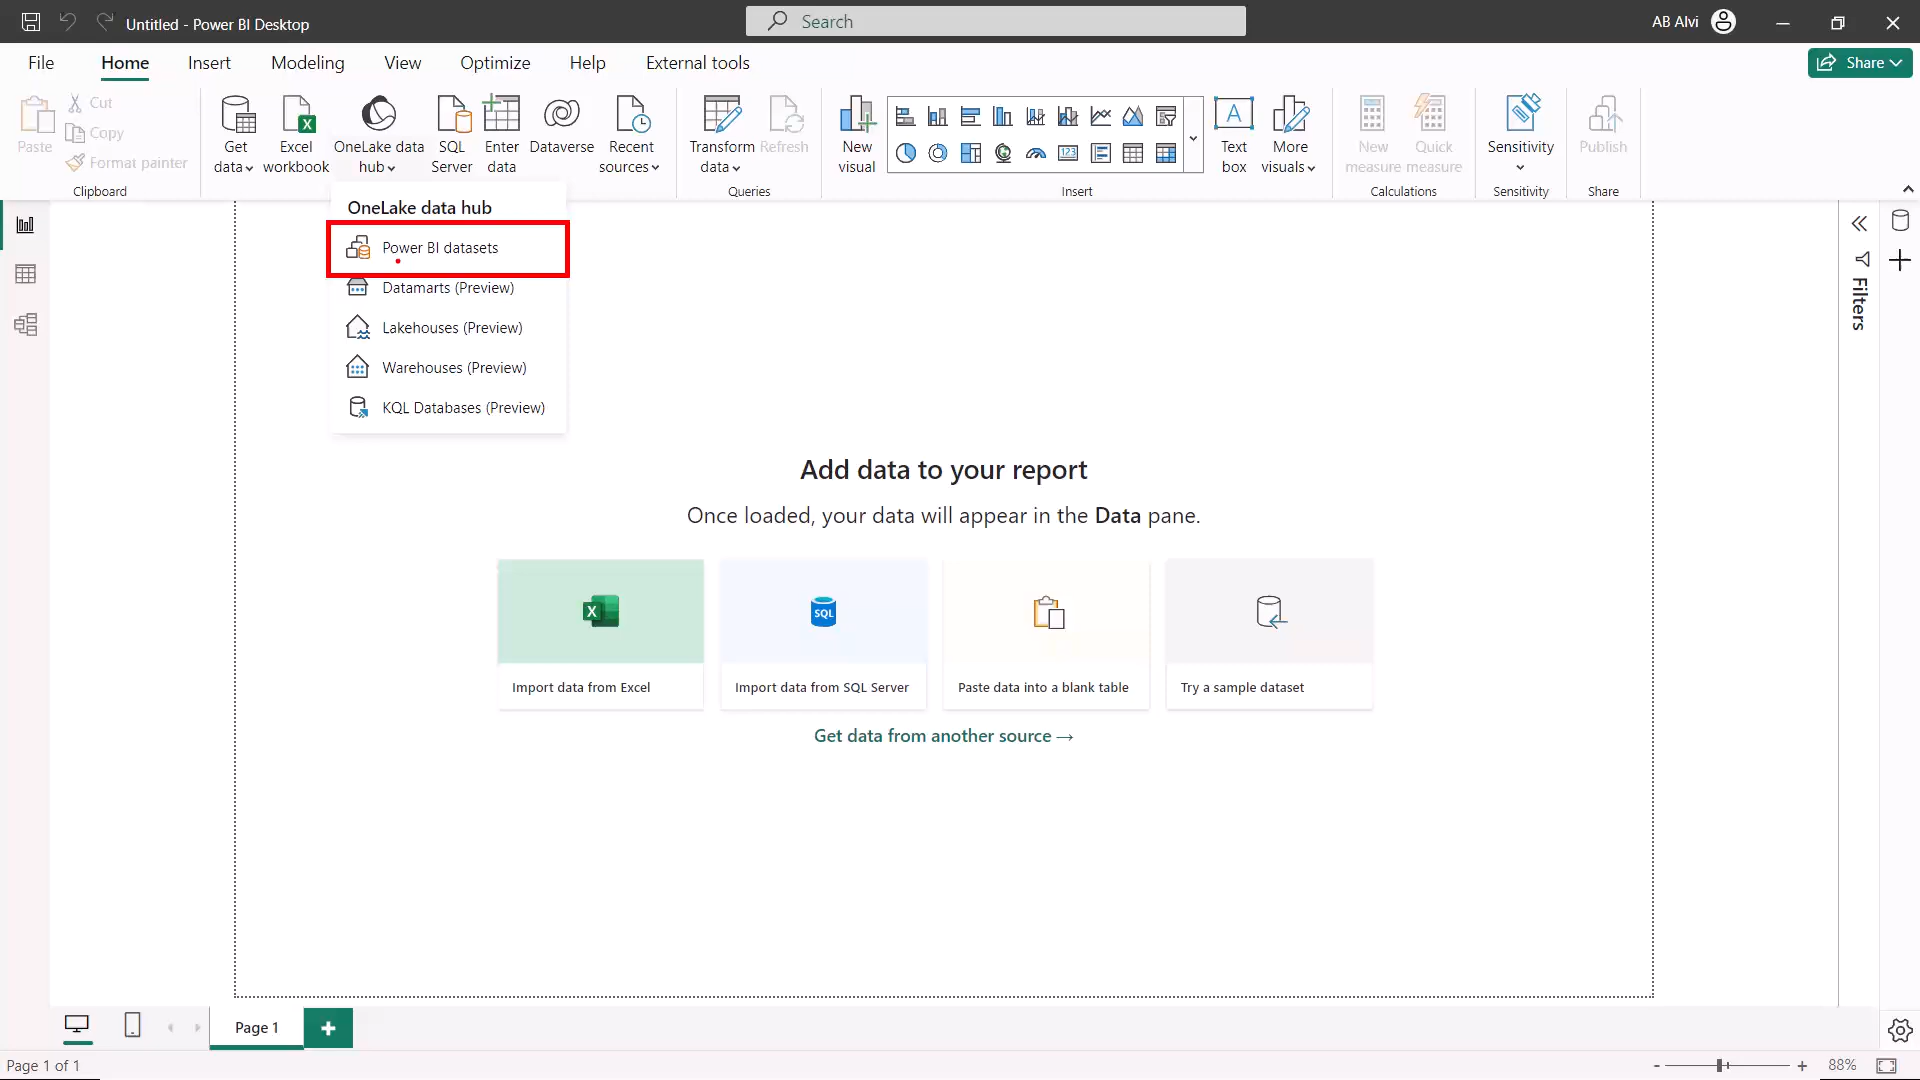 Untitled - Power BI Desktop
Search
AB Alvi
File
Home
Insert
Modeling
View
Optimize
Help
External tools
Share
Paste
Cut
Copy
Format painter
Clipboard
Get
data
Excel
workbook
OneLake data
hub
SQL
Server
Enter
data
Dataverse
Recent
sources
Transform
data
Refresh
Queries
New
visual
123
Insert
A
Text
box
More
visuals
New
measure
Quick
measure
Calculations
Sensitivity
Sensitivity
Publish
Share
OneLake data hub
Power BI datasets
Datamarts (Preview)
Lakehouses (Preview)
Warehouses (Preview)
KQL Databases (Preview)
Filters
Add data to your report
Once loaded, your data will appear in the Data pane.
X
SQL
Import data from Excel
Import data from SQL Server
Paste data into a blank table
Try a sample dataset
Get data from another source →
Page 1
+
Page 1 of 1
- + 88%